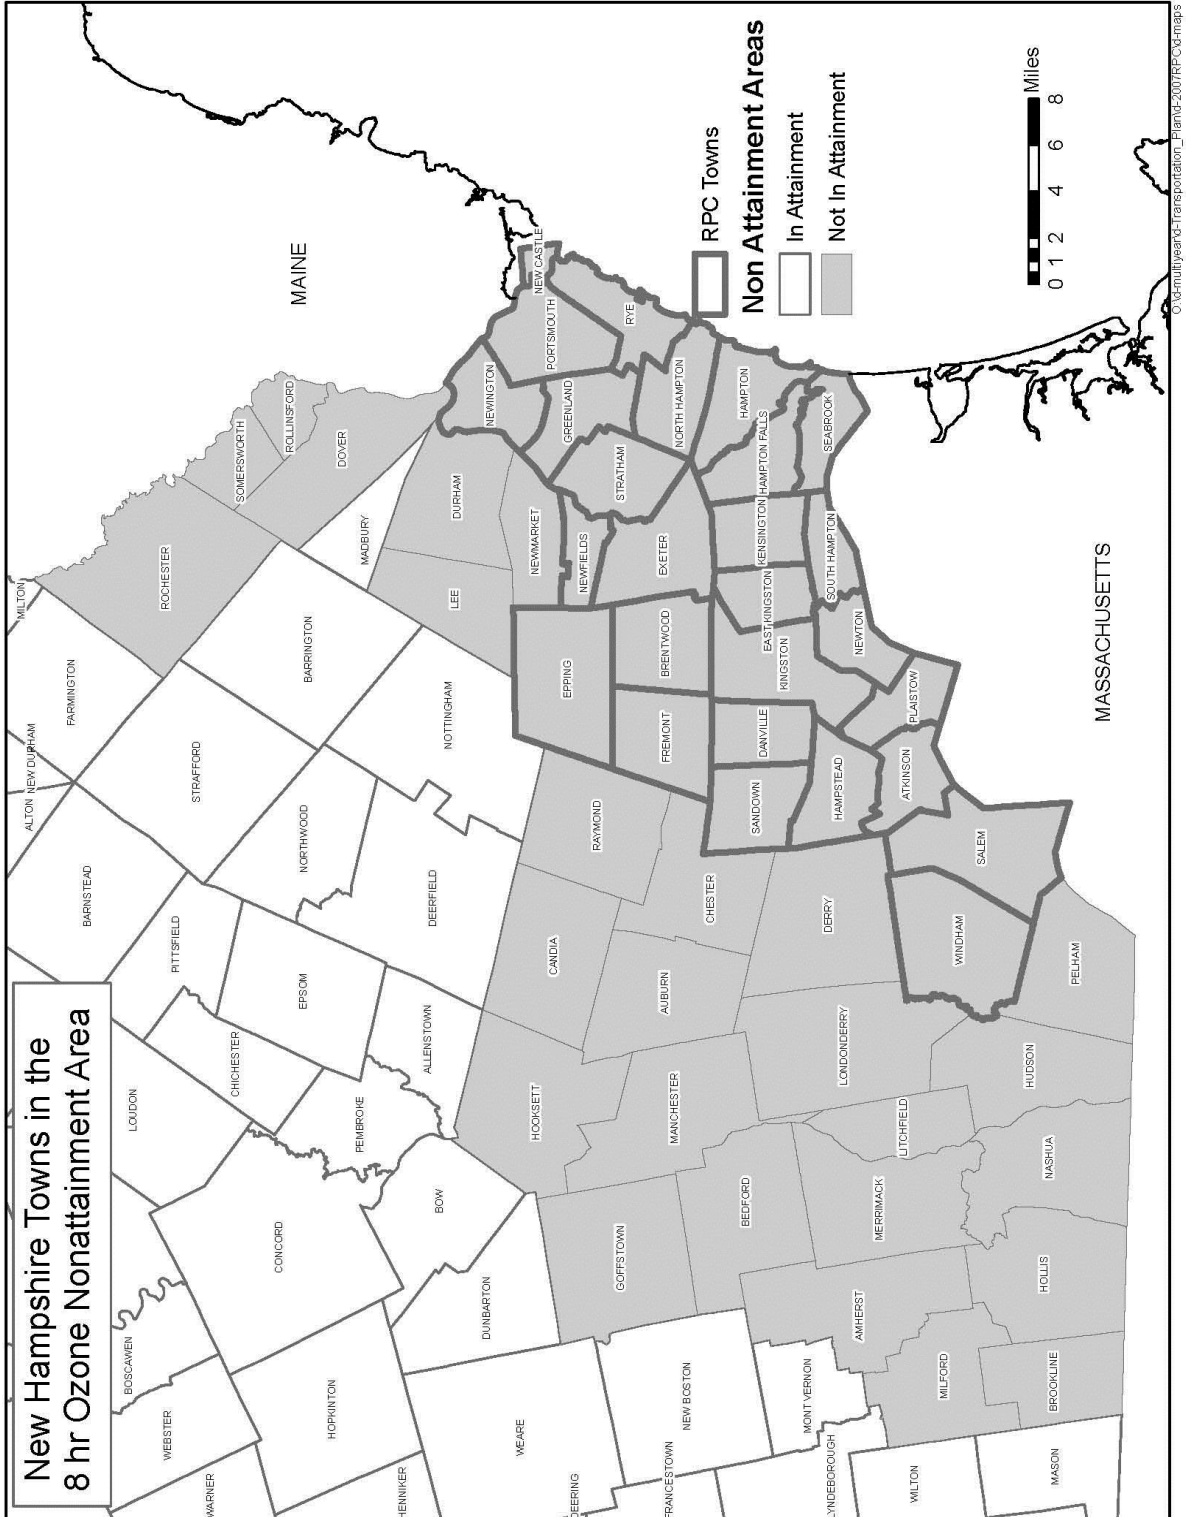 New Hampshire Towns in the
8 hr Ozone Nonattainment Area
MAINE
MASSACHUSETTS
RPC Towns
Non Attainment Areas
In Attainment
Not In Attainment
Miles
0 1 2 4 6 8
WARNER
WEBSTER
BOSCAWEN
LOUDON
BARNSTEAD
ALTON
NEW DURHAM
FARMINGTON
MILTON
PITTSFIELD
STRAFFORD
ROCHESTER
CHICHESTER
SOMERSWORTH
ROLLINSFORD
HENNIKER
HOPKINTON
CONCORD
EPSOM
NORTHWOOD
BARRINGTON
DOVER
PEMBROKE
MADBURY
ALLENSTOWN
DEERFIELD
NOTTINGHAM
LEE
DURHAM
BOW
DUNBARTON
WEARE
NEWINGTON
HOOKSETT
CANDIA
EPPING
NEWMARKET
GREENLAND
PORTSMOUTH
NEW CASTLE
DEERING
RAYMOND
NEWFIELDS
STRATHAM
RYE
GOFFSTOWN
FRANCESTOWN
NEW BOSTON
MANCHESTER
AUBURN
CHESTER
FREMONT
BRENTWOOD
EXETER
NORTH HAMPTON
BEDFORD
SANDOWN
DANVILLE
KINGSTON
EAST KINGSTON
KENSINGTON
HAMPTON FALLS
HAMPTON
LYNDEBOROUGH
MONT VERNON
AMHERST
MERRIMACK
LONDONDERRY
DERRY
HAMPSTEAD
NEWTON
SOUTH HAMPTON
SEABROOK
LITCHFIELD
ATKINSON
PLAISTOW
WILTON
MILFORD
WINDHAM
SALEM
MASON
BROOKLINE
HOLLIS
NASHUA
HUDSON
PELHAM
O:\d-multiyear\d-Transportation_Plan\d-2007RPC\d-maps